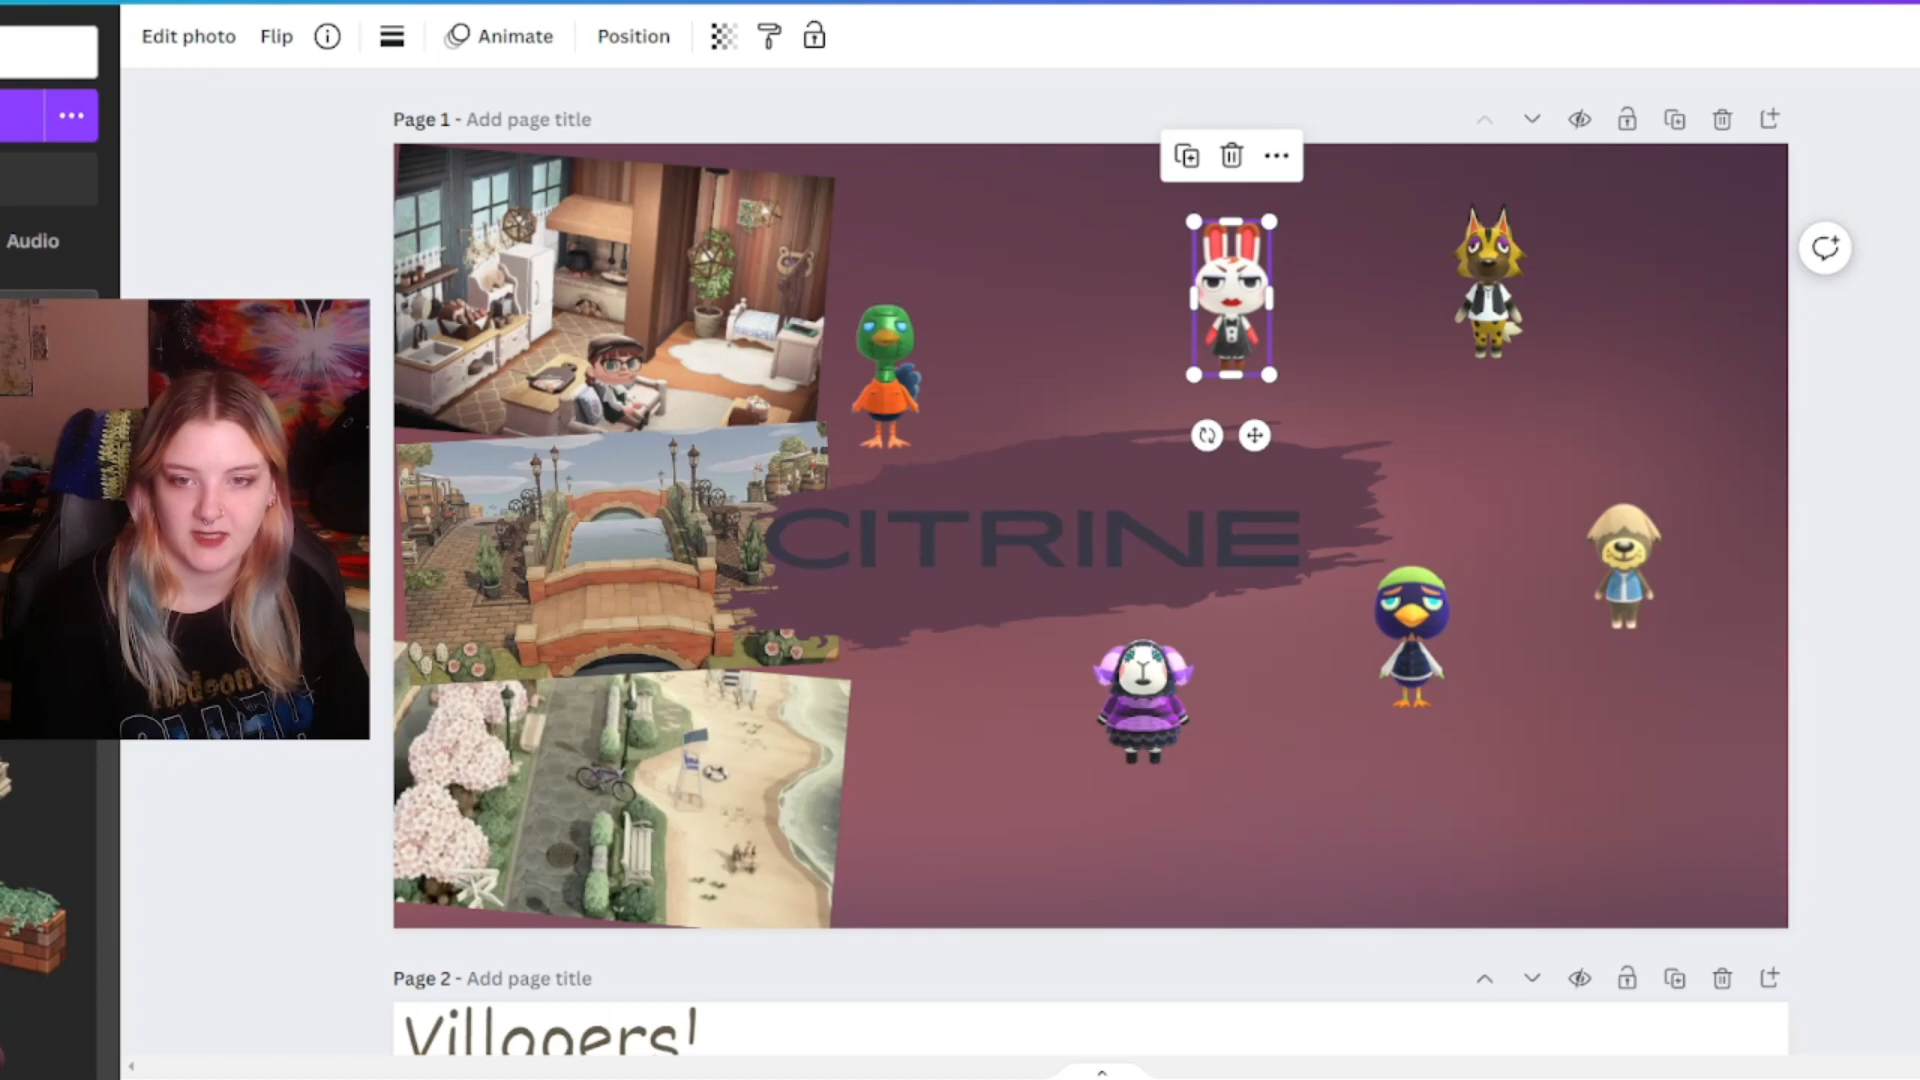 Edit photo Flip Animate Position
Page 1 - Add page title
Audio
CITRINE
Page 2 - Add page title
Villagers!